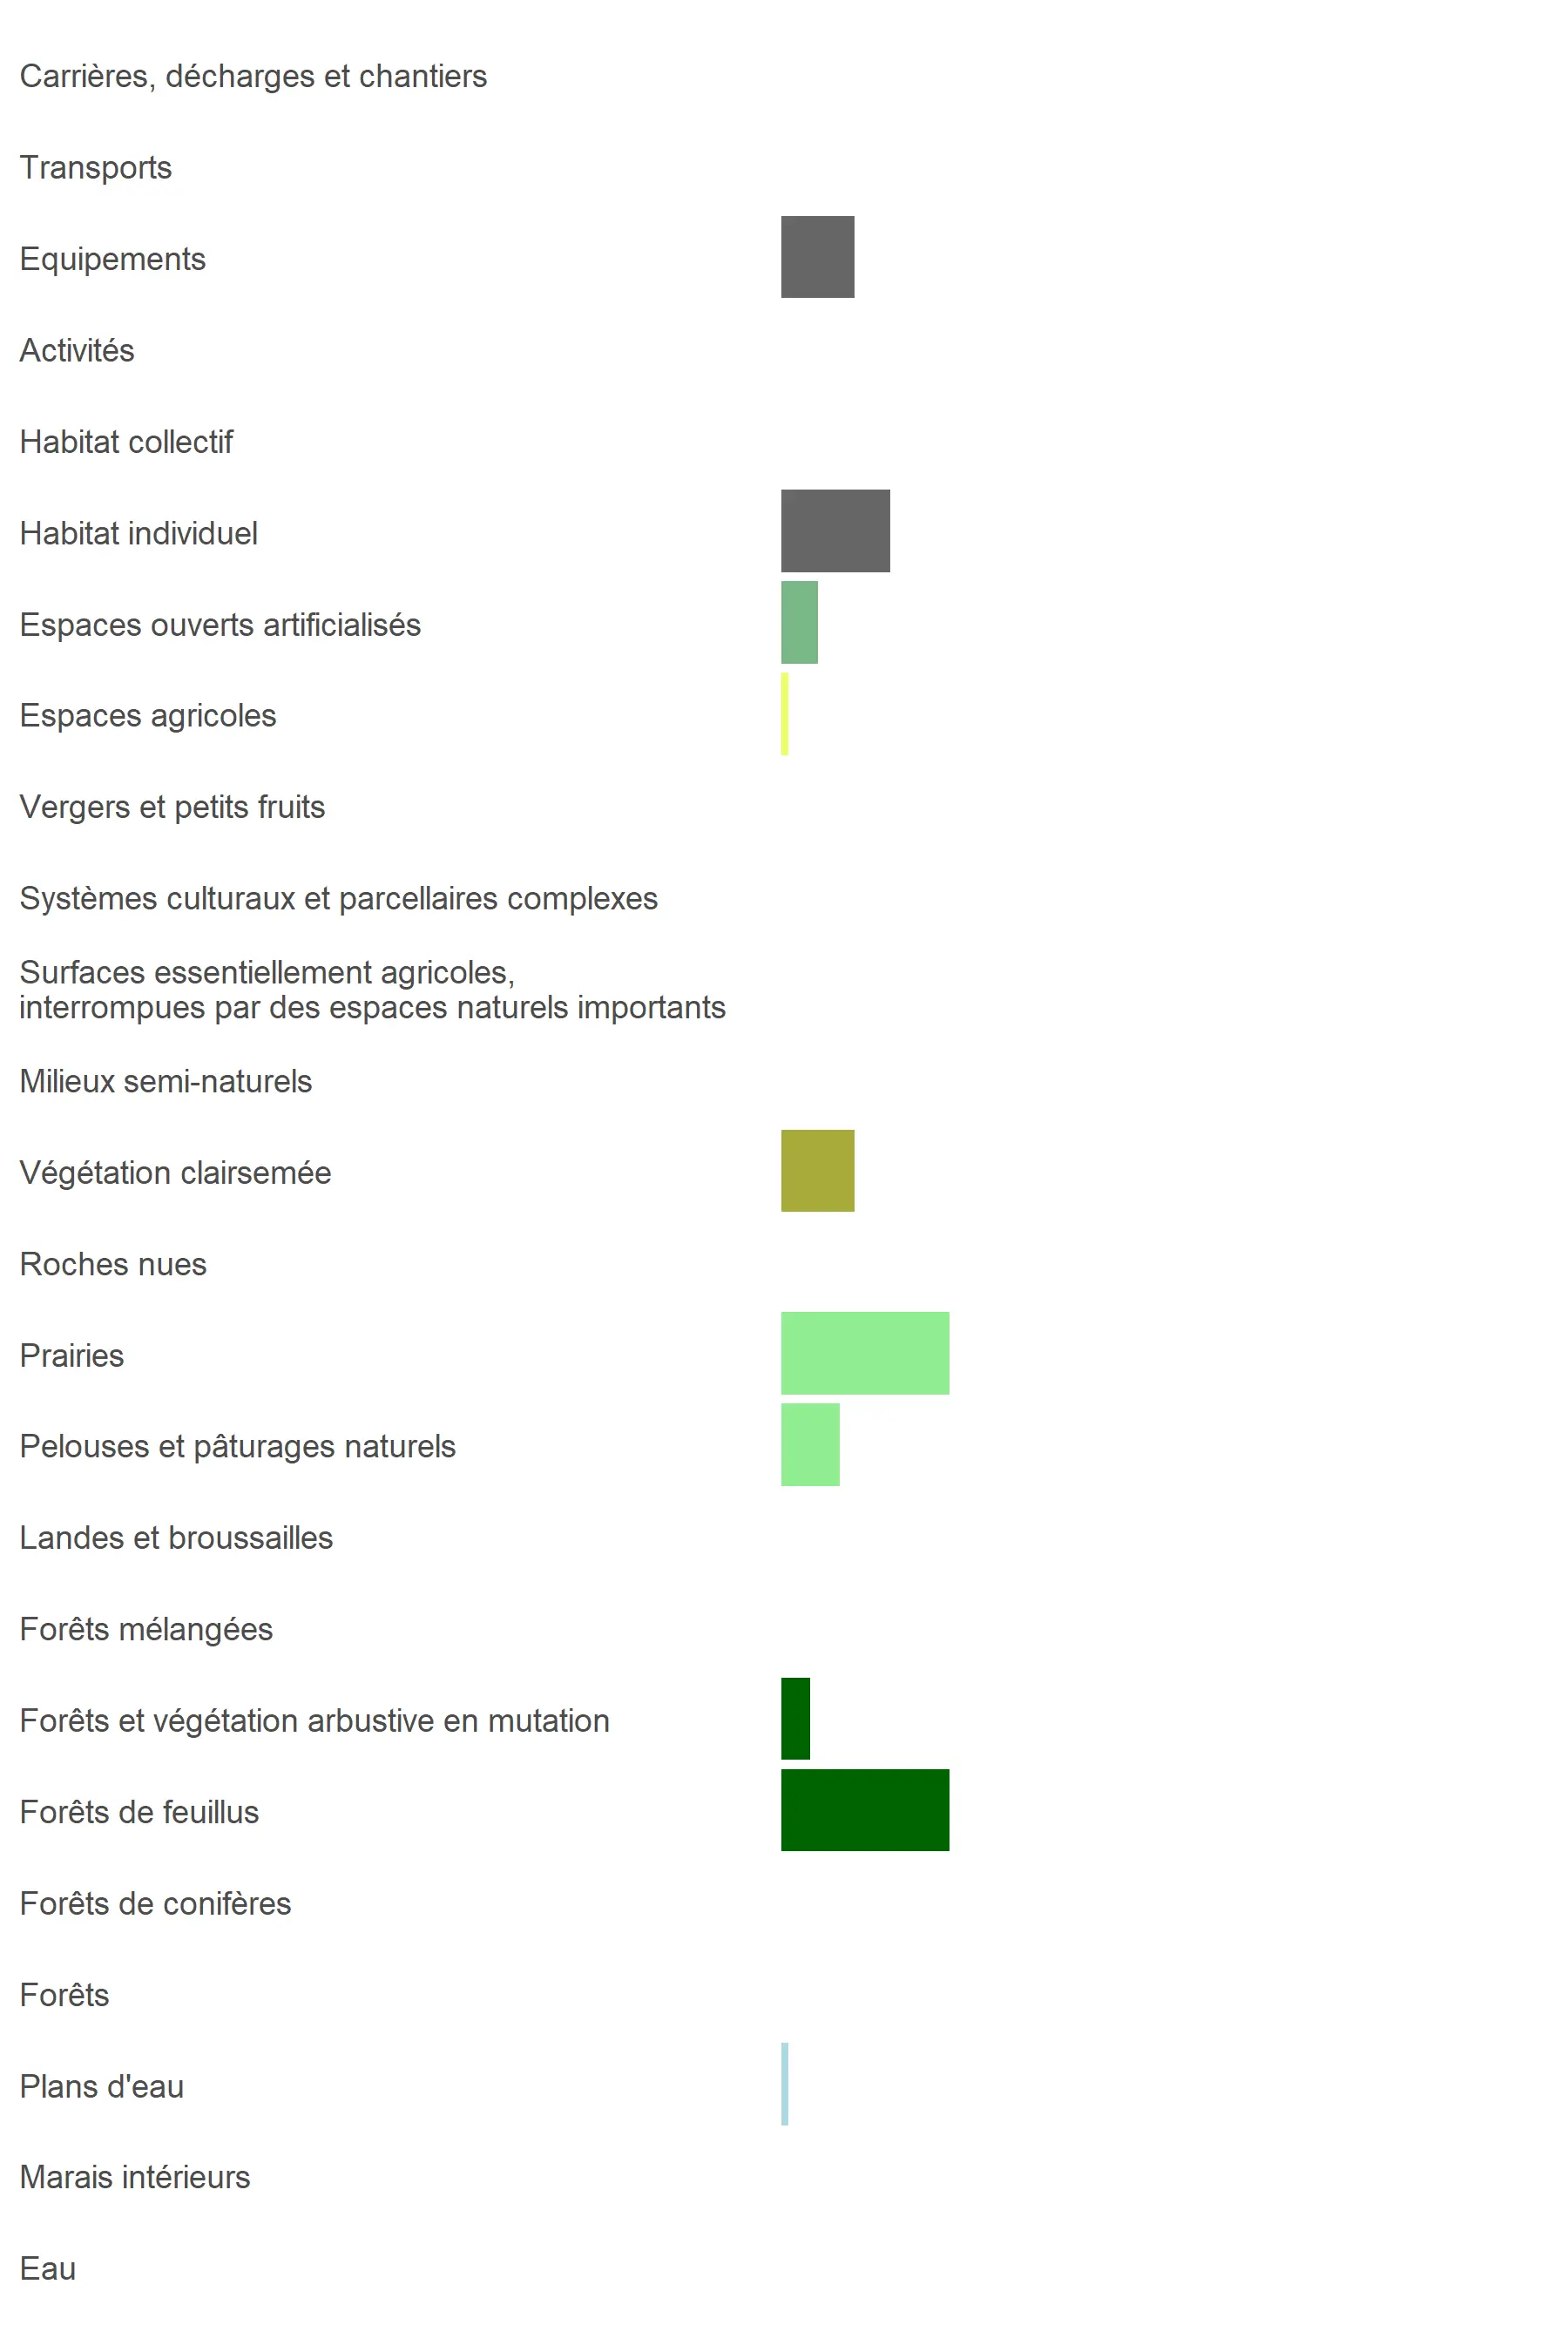 Carrières, décharges et chantiers
Transports
Equipements
Activités
Habitat collectif
Habitat individuel
Espaces ouverts artificialisés
Espaces agricoles
Vergers et petits fruits
Systèmes culturaux et parcellaires complexes
Surfaces essentiellement agricoles,
interrompues par des espaces naturels importants
Milieux semi-naturels
Végétation clairsemée
Roches nues
Prairies
Pelouses et pâturages naturels
Landes et broussailles
Forêts mélangées
Forêts et végétation arbustive en mutation
Forêts de feuillus
Forêts de conifères
Forêts
Plans d'eau
Marais intérieurs
Eau